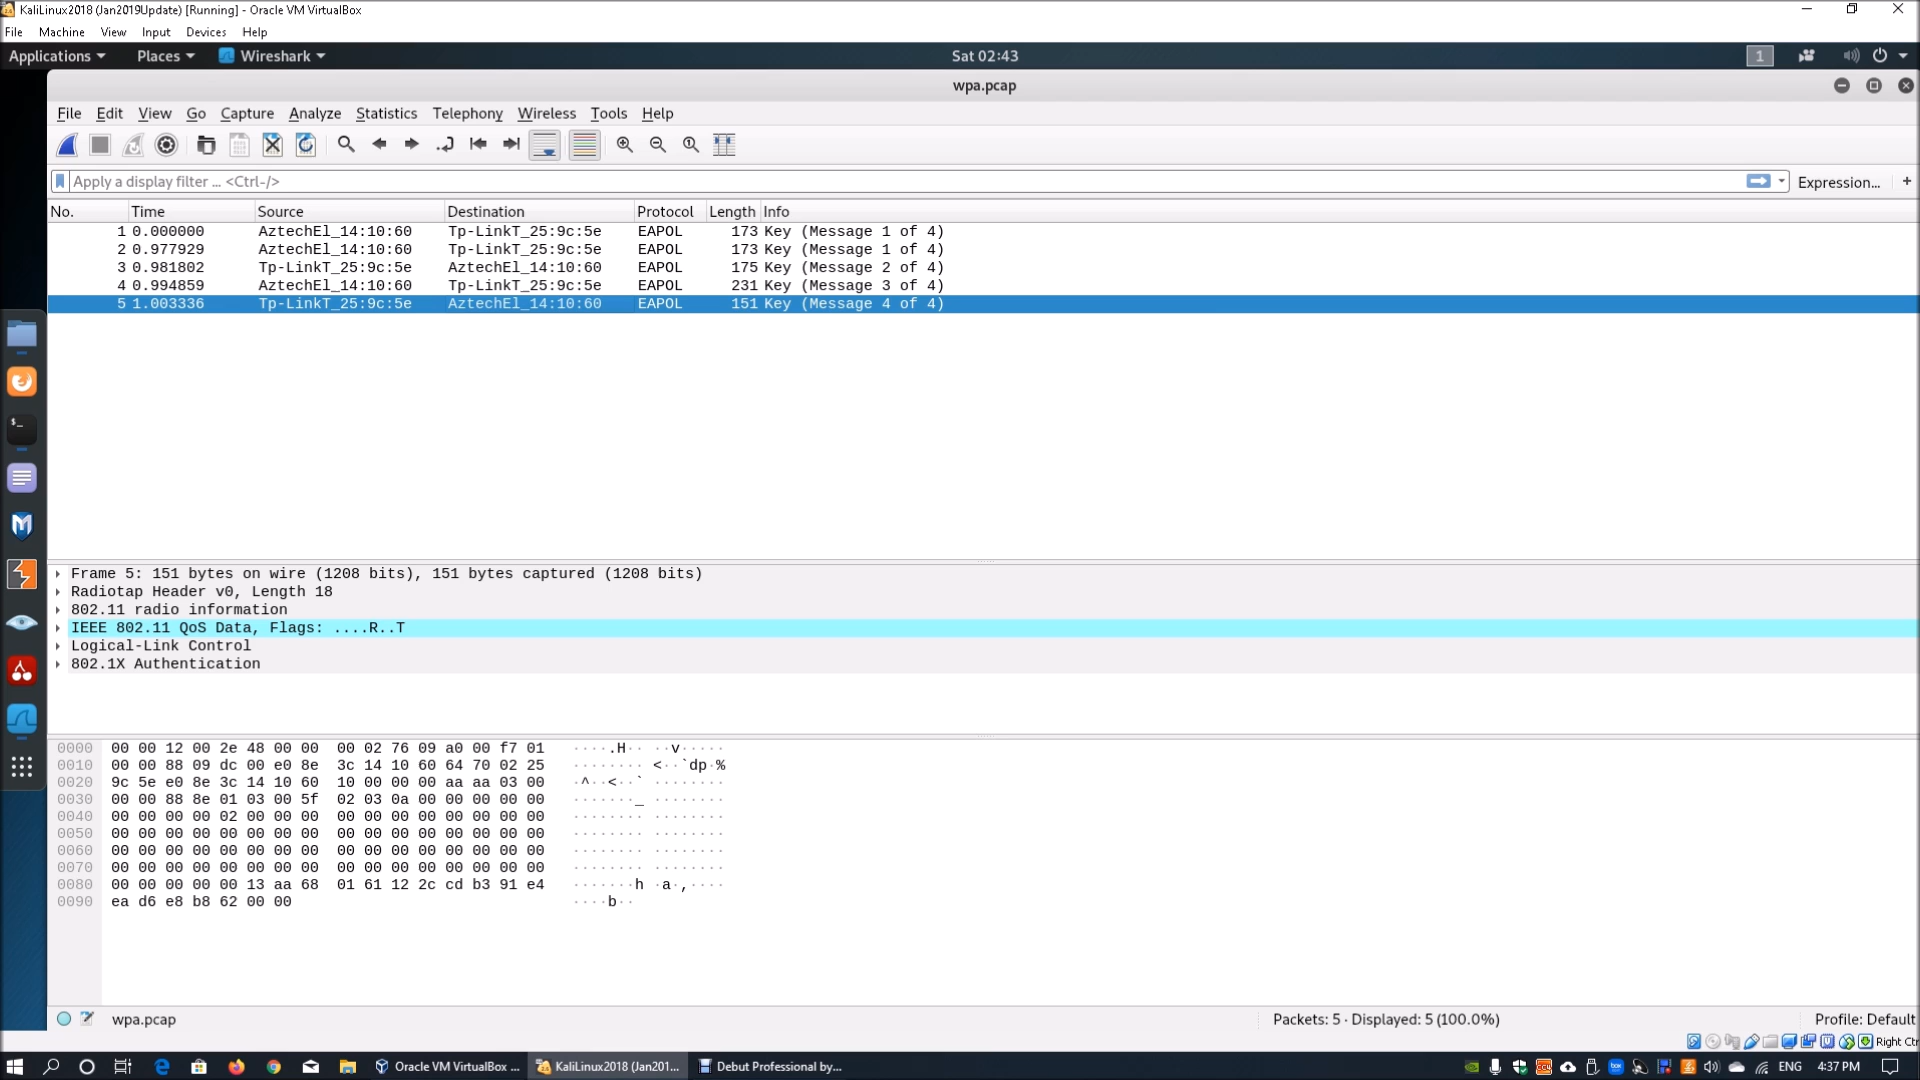 KaliLinux2018 (Jan2019Update) [Running] - Oracle VM VirtualBox
File Machine View Input Devices Help
Applications Places Wireshark Sat 02:43 1
wpa.pcap
File Edit View Go Capture Analyze Statistics Telephony Wireless Tools Help
Apply a display filter ... <Ctrl-/> Expression... +
No. Time Source Destination Protocol Length Info
1 0.000000 AztechEl_14:10:60 Tp-LinkT_25:9c:5e EAPOL 173 Key (Message 1 of 4)
2 0.977929 AztechEl_14:10:60 Tp-LinkT_25:9c:5e EAPOL 173 Key (Message 1 of 4)
3 0.981802 Tp-LinkT_25:9c:5e AztechEl_14:10:60 EAPOL 175 Key (Message 2 of 4)
4 0.994859 AztechEl_14:10:60 Tp-LinkT_25:9c:5e EAPOL 231 Key (Message 3 of 4)
5 1.003336 Tp-LinkT_25:9c:5e AztechEl_14:10:60 EAPOL 151 Key (Message 4 of 4)
Frame 5: 151 bytes on wire (1208 bits), 151 bytes captured (1208 bits)
Radiotap Header v0, Length 18
802.11 radio information
IEEE 802.11 QoS Data, Flags: ....R..T
Logical-Link Control
802.1X Authentication
0000 00 00 12 00 2e 48 00 00 00 02 76 09 a0 00 f7 01 ·····.H·· ··v·····
0010 00 00 88 09 dc 00 e0 8e 3c 14 10 60 64 70 02 25 ········ <··`dp·%
0020 9c 5e e0 8e 3c 14 10 60 10 00 00 00 aa aa 03 00 ·^··<··` ········
0030 00 00 88 8e 01 03 00 5f 02 03 0a 00 00 00 00 00 ·······_ ········
0040 00 00 00 00 02 00 00 00 00 00 00 00 00 00 00 00 ········ ········
0050 00 00 00 00 00 00 00 00 00 00 00 00 00 00 00 00 ········ ········
0060 00 00 00 00 00 00 00 00 00 00 00 00 00 00 00 00 ········ ········
0070 00 00 00 00 00 00 00 00 00 00 00 00 00 00 00 00 ········ ········
0080 00 00 00 00 00 13 aa 68 01 61 12 2c cd b3 91 e4 ·······h ·a·,····
0090 ea d6 e8 b8 62 00 00 ····b··
wpa.pcap Packets: 5 · Displayed: 5 (100.0%) Profile: Default
Right Ctrl
Oracle VM VirtualBox ... KaliLinux2018 (Jan201... Debut Professional by... ENG 4:37 PM